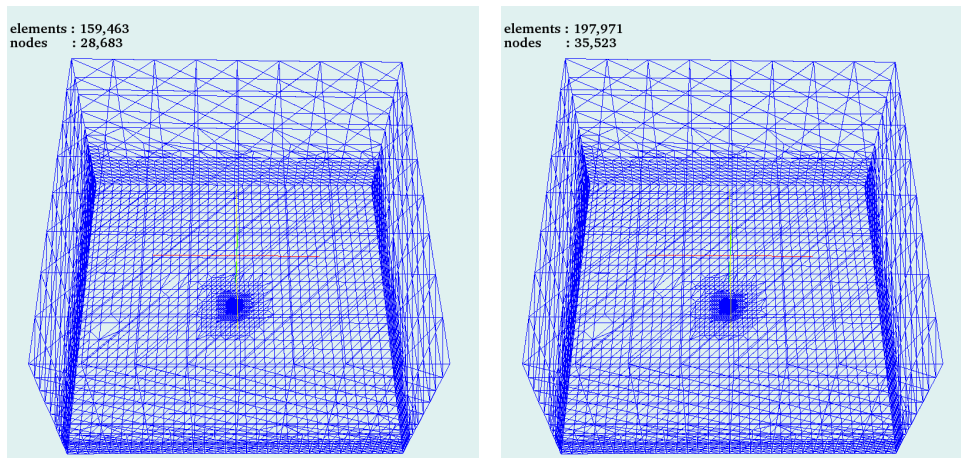 elements : 159,463
nodes : 28,683
elements : 197,971
nodes : 35,523